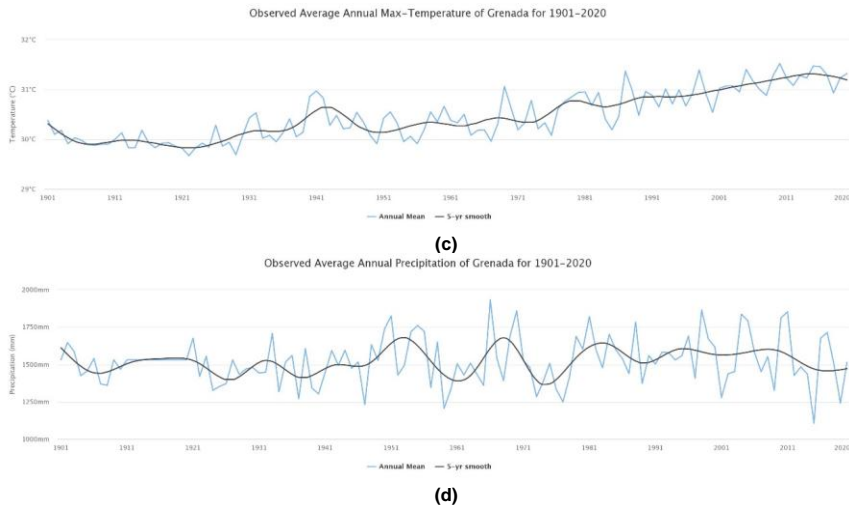 Observed Average Annual Max-Temperature of Grenada for 1901-2020
32°C
31°C
30°C
29°C
Temperature (°C)
1901 1911 1921 1931 1941 1951 1961 1971 1981 1991 2001 2011 2020
Annual Mean 5-yr smooth
(c)
Observed Average Annual Precipitation of Grenada for 1901-2020
2000mm
1750mm
1500mm
1250mm
1000mm
Precipitation (mm)
1901 1911 1921 1931 1941 1951 1961 1971 1981 1991 2001 2011 2020
Annual Mean 5-yr smooth
(d)